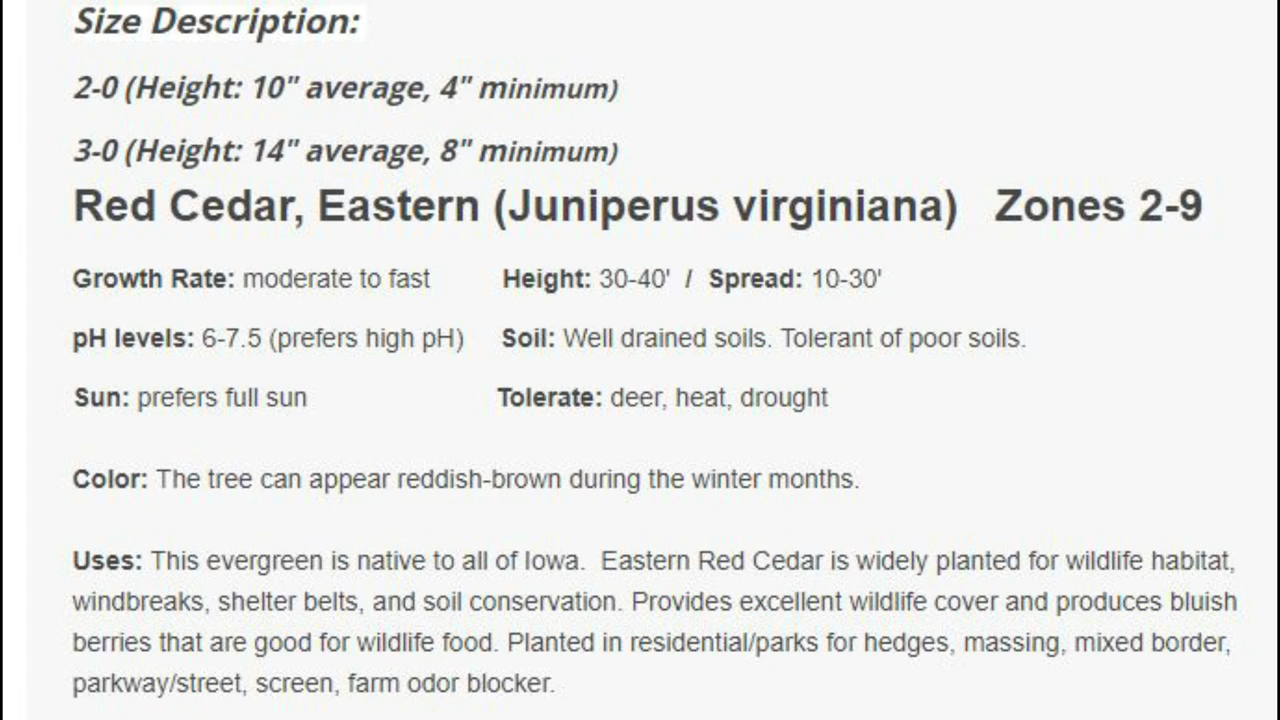 Size Description:
2-0 (Height: 10" average, 4" minimum)
3-0 (Height: 14" average, 8" minimum)
Red Cedar, Eastern (Juniperus virginiana)   Zones 2-9
Growth Rate: moderate to fast   Height: 30-40' / Spread: 10-30'
pH levels: 6-7.5 (prefers high pH)   Soil: Well drained soils. Tolerant of poor soils.
Sun: prefers full sun   Tolerate: deer, heat, drought
Color: The tree can appear reddish-brown during the winter months.
Uses: This evergreen is native to all of Iowa.  Eastern Red Cedar is widely planted for wildlife habitat,
windbreaks, shelter belts, and soil conservation. Provides excellent wildlife cover and produces bluish
berries that are good for wildlife food. Planted in residential/parks for hedges, massing, mixed border,
parkway/street, screen, farm odor blocker.